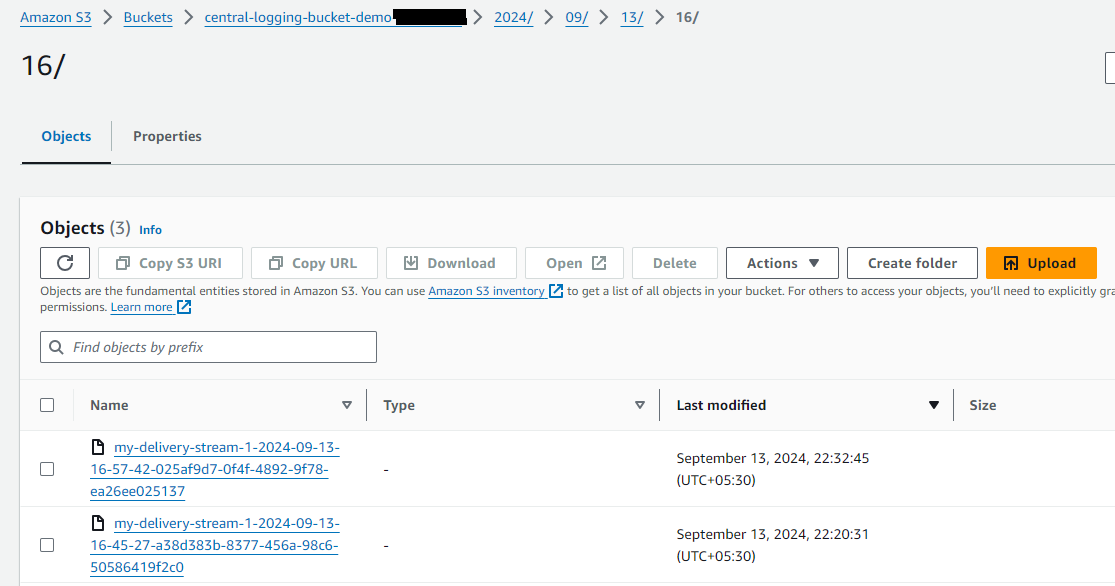 Amazon S3 > Buckets > central-logging-bucket-demo > 2024/ > 09/ > 13/ > 16/
16/
Objects Properties
Objects (3) Info
Copy S3 URI Copy URL Download Open Delete Actions Create folder Upload
Objects are the fundamental entities stored in Amazon S3. You can use Amazon S3 inventory to get a list of all objects in your bucket. For others to access your objects, you'll need to explicitly gra
permissions. Learn more
Find objects by prefix
Name Type Last modified Size
my-delivery-stream-1-2024-09-13-
16-57-42-025af9d7-0f4f-4892-9f78-
ea26ee025137
-
September 13, 2024, 22:32:45
(UTC+05:30)
my-delivery-stream-1-2024-09-13-
16-45-27-a38d383b-8377-456a-98c6-
50586419f2c0
-
September 13, 2024, 22:20:31
(UTC+05:30)